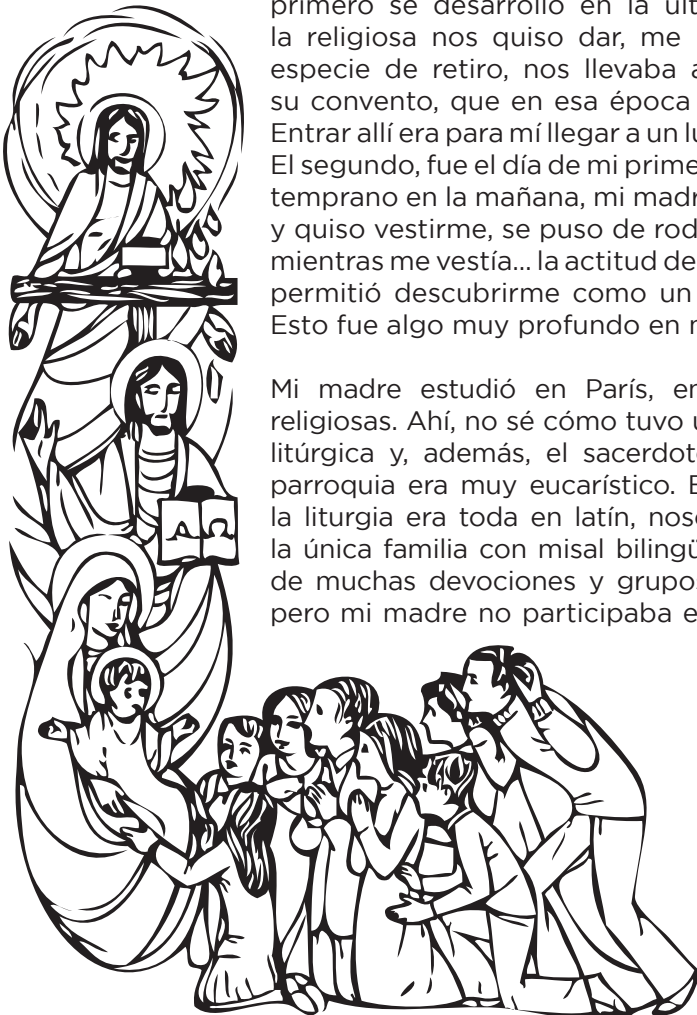 primero se desarrolló en la últ
la religiosa nos quiso dar, me
especie de retiro, nos llevaba a
su convento, que en esa época
Entrar allí era para mí llegar a un lu
El segundo, fue el día de mi prime
temprano en la mañana, mi madr
y quiso vestirme, se puso de rod
mientras me vestía... la actitud de
permitió descubrirme como un
Esto fue algo muy profundo en m
Mi madre estudió en París, en
religiosas. Ahí, no sé cómo tuvo u
litúrgica y, además, el sacerdote
parroquia era muy eucarístico. E
la liturgia era toda en latín, nos
la única familia con misal bilingü
de muchas devociones y grupo
pero mi madre no participaba e
A Ω